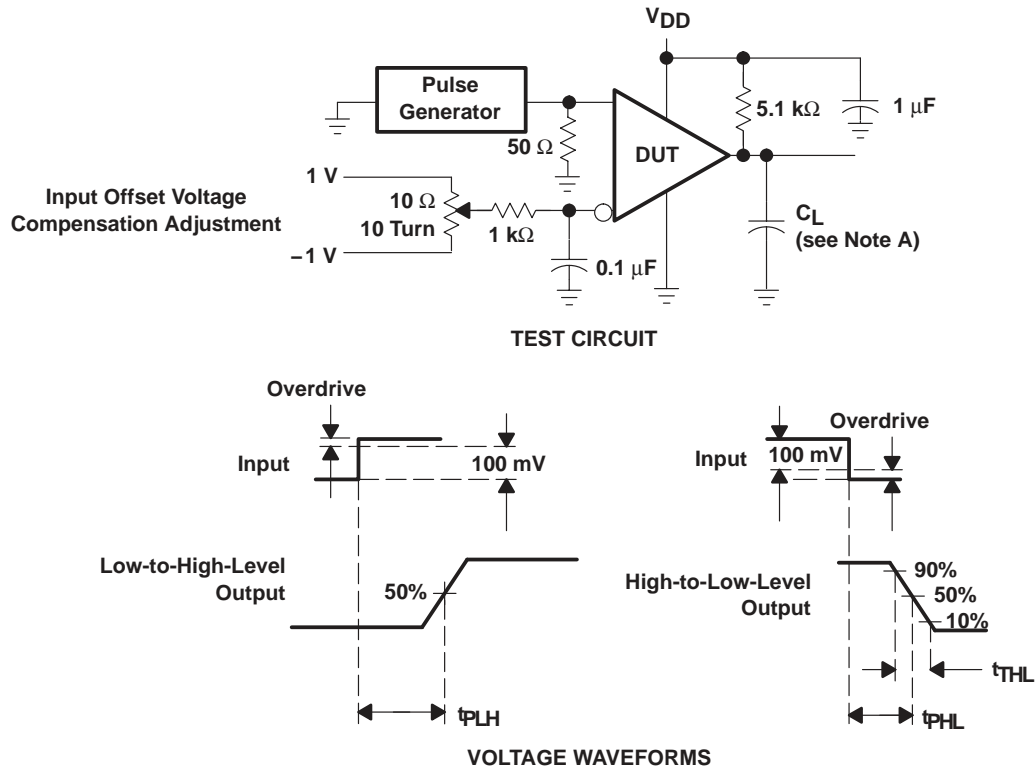 VDD
Pulse
Generator
5.1 kΩ
1 µF
50 Ω
DUT
1 V
Input Offset Voltage
Compensation Adjustment
10 Ω
10 Turn
1 kΩ
CL
(see Note A)
–1 V
0.1 µF
TEST CIRCUIT
Overdrive
Input
100 mV
Low-to-High-Level
Output
50%
tPLH
Overdrive
Input
100 mV
High-to-Low-Level
Output
90%
50%
10%
tTHL
tPHL
VOLTAGE WAVEFORMS